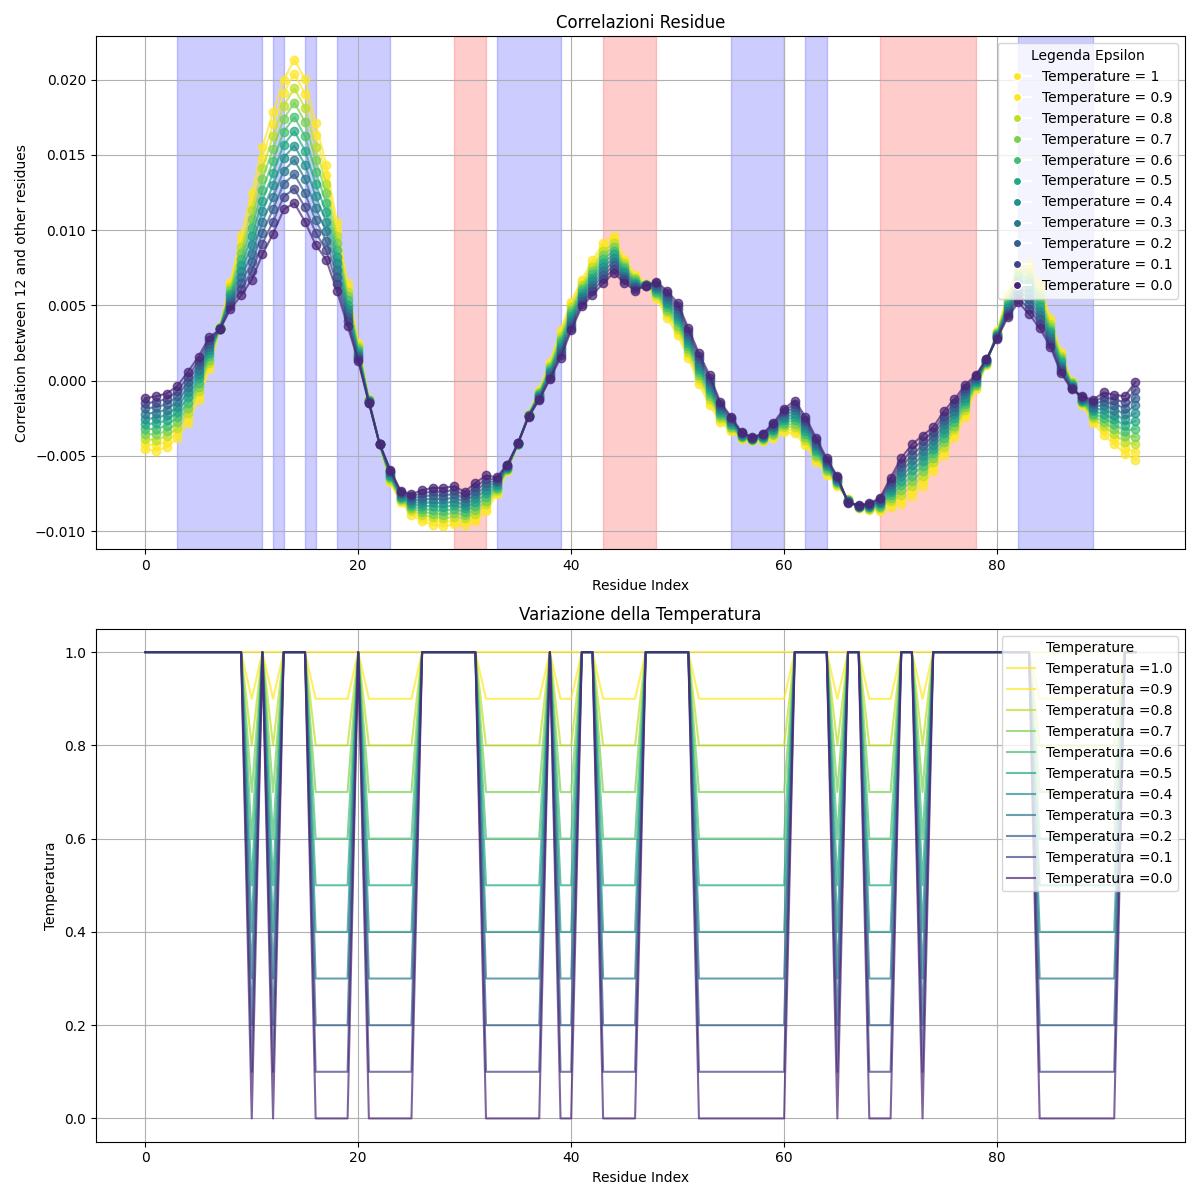 Correlazioni Residue
Correlation between 12 and other residues
0.020
0.015
0.010
0.005
0.000
−0.005
−0.010
0
20
40
60
80
Residue Index
Legenda Epsilon
Temperature = 1
Temperature = 0.9
Temperature = 0.8
Temperature = 0.7
Temperature = 0.6
Temperature = 0.5
Temperature = 0.4
Temperature = 0.3
Temperature = 0.2
Temperature = 0.1
Temperature = 0.0
Variazione della Temperatura
Temperatura
1.0
0.8
0.6
0.4
0.2
0.0
0
20
40
60
80
Residue Index
Temperature
Temperatura =1.0
Temperatura =0.9
Temperatura =0.8
Temperatura =0.7
Temperatura =0.6
Temperatura =0.5
Temperatura =0.4
Temperatura =0.3
Temperatura =0.2
Temperatura =0.1
Temperatura =0.0